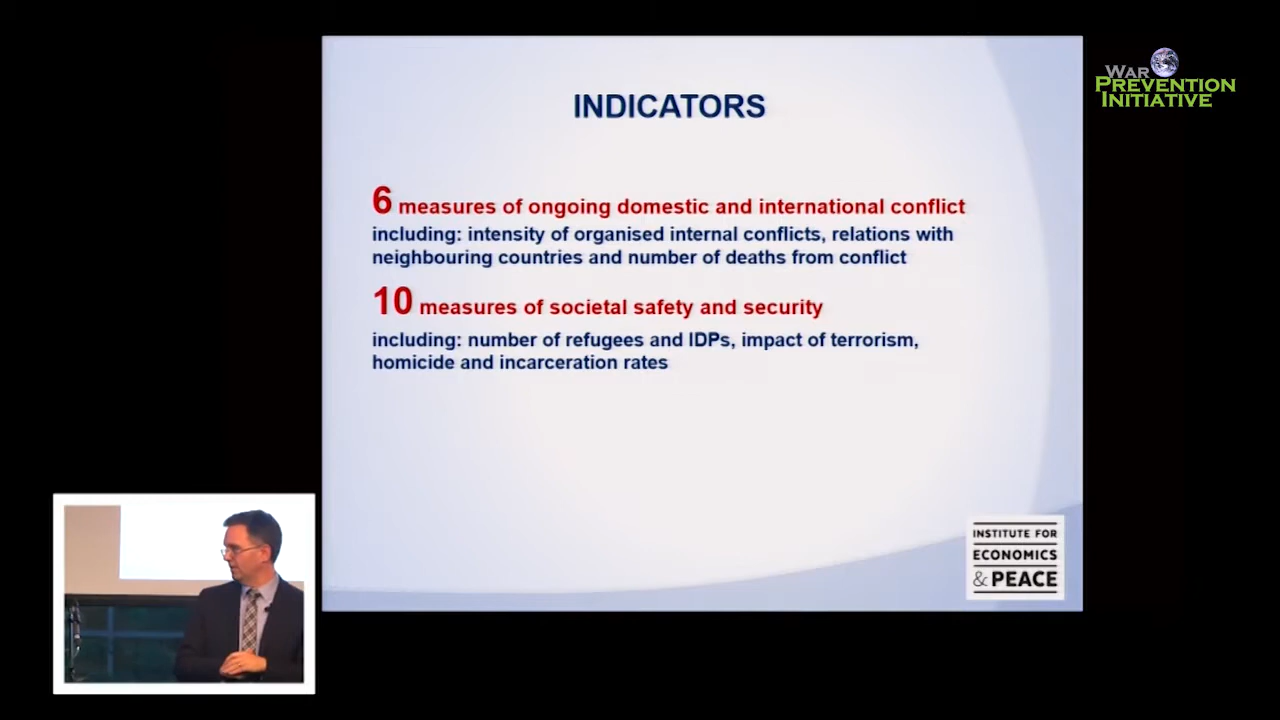 WAR
PREVENTION
INITIATIVE
INDICATORS
6 measures of ongoing domestic and international conflict
including: intensity of organised internal conflicts, relations with
neighbouring countries and number of deaths from conflict
10 measures of societal safety and security
including: number of refugees and IDPs, impact of terrorism,
homicide and incarceration rates
INSTITUTE FOR
ECONOMICS
& PEACE